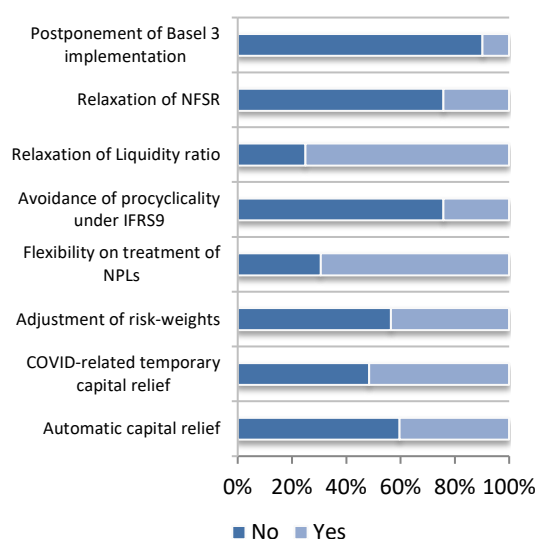 Postponement of Basel 3
implementation
Relaxation of NFSR
Relaxation of Liquidity ratio
Avoidance of procyclicality
under IFRS9
Flexibility on treatment of
NPLs
Adjustment of risk-weights
COVID-related temporary
capital relief
Automatic capital relief
0% 20% 40% 60% 80% 100%
No Yes